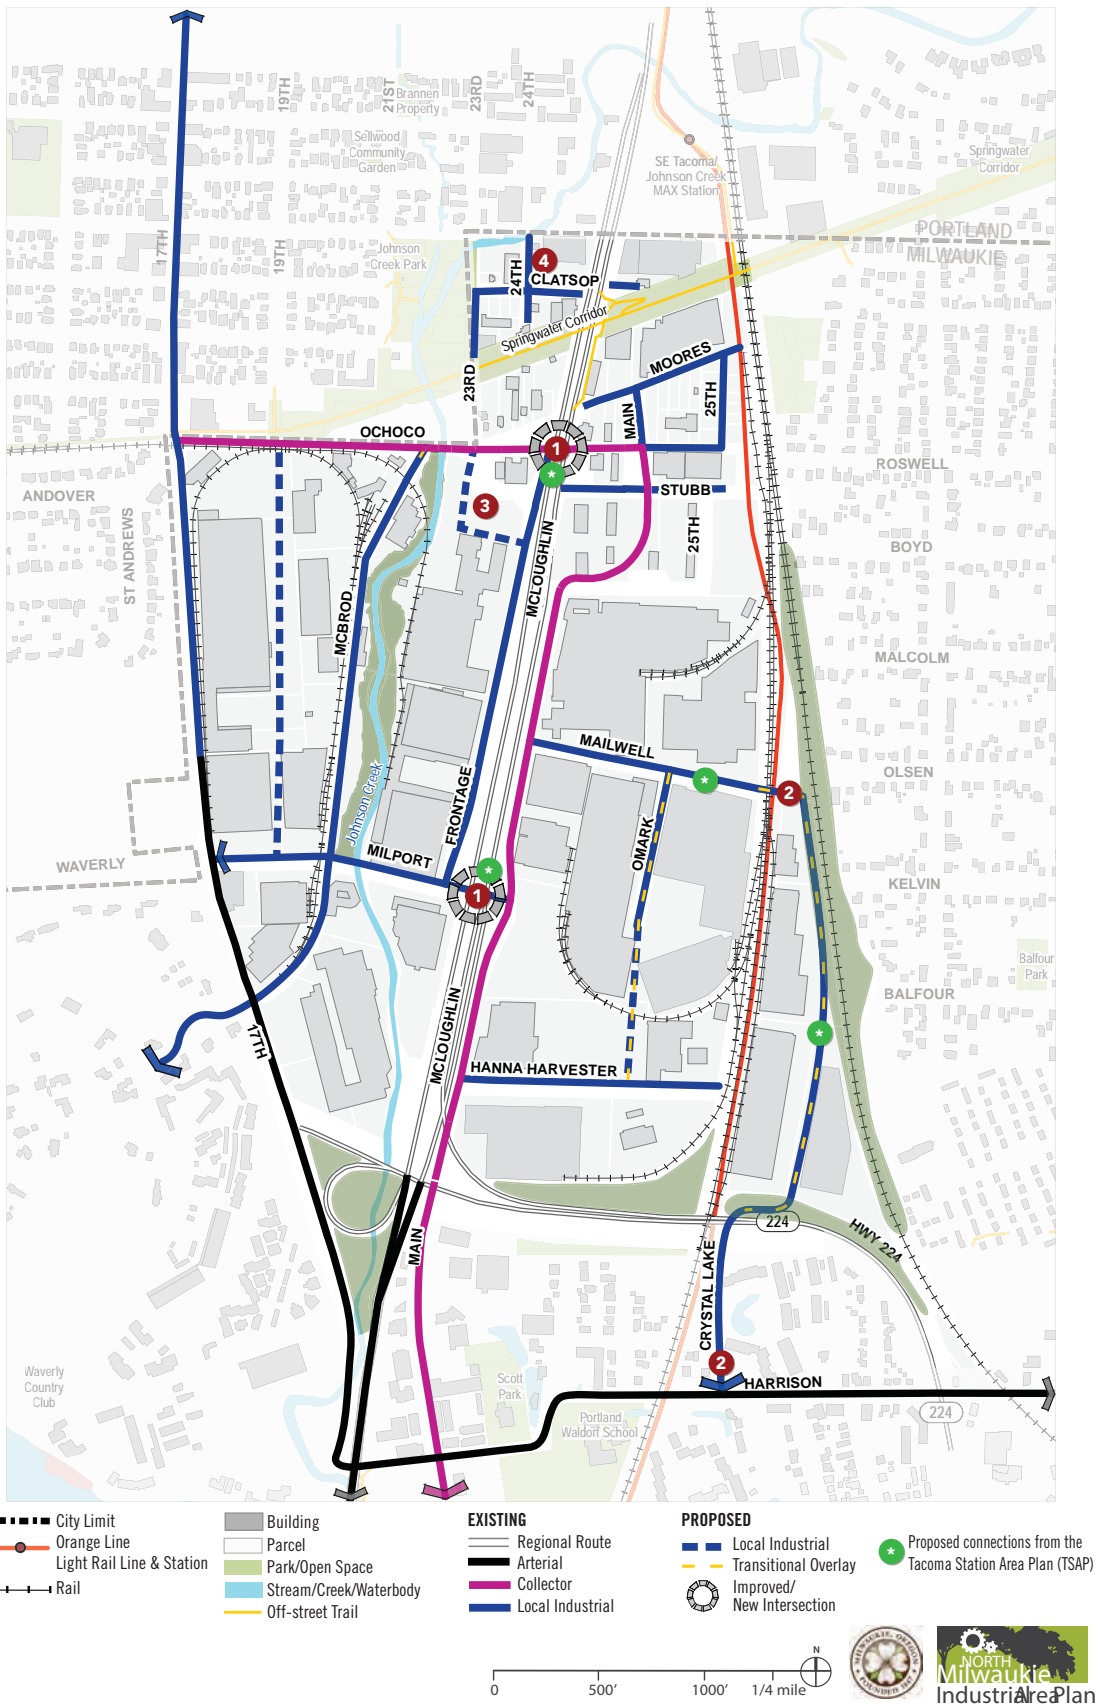 19TH
21ST
Brannen
Property
23RD
24TH
Sellwood
Community
Garden
SE Tacoma/
Johnson Creek
MAX Station
Springwater
Corridor
17TH
19TH
Johnson
Creek Park
PORTLAND
MILWAUKIE
24TH
4
CLATSOP
Springwater Corridor
23RD
MOORES
MAIN
25TH
OCHOCO
1
*
STUBB
3
25TH
MCLOUGHLIN
ROSWELL
ANDOVER
ST ANDREWS
BOYD
MCBROD
MALCOLM
MAILWELL
*
2
OLSEN
Johnson Creek
FRONTAGE
OMARK
WAVERLY
MILPORT
*
1
KELVIN
Balfour
Park
BALFOUR
17TH
MCLOUGHLIN
*
HANNA HARVESTER
MAIN
224
HWY 224
CRYSTAL LAKE
2
HARRISON
Waverly
Country
Club
Scott
Park
Portland
Waldorf School
224
City Limit
Orange Line
Light Rail Line & Station
Rail
Building
Parcel
Park/Open Space
Stream/Creek/Waterbody
Off-street Trail
EXISTING
Regional Route
Arterial
Collector
Local Industrial
PROPOSED
Local Industrial
Transitional Overlay
Improved/
New Intersection
* Proposed connections from the
Tacoma Station Area Plan (TSAP)
N
0 500' 1000' 1/4 mile
MILWAUKIE, OREGON
NORTH
Milwaukie
Industrial Area Plan